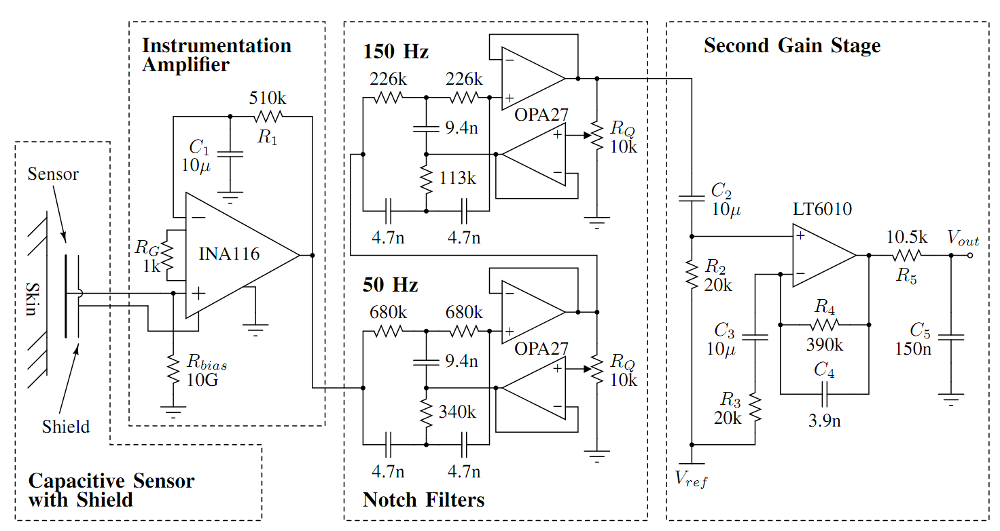 Instrumentation
Amplifier
510k
R1
C1
10μ
Sensor
RG
1k
INA116
−
+
Skin
Rbias
10G
Shield
Capacitive Sensor
with Shield
150 Hz
226k 226k
−
+
OPA27
9.4n
+
−
RQ
10k
113k
4.7n 4.7n
50 Hz
680k 680k
−
+
OPA27
9.4n
+
−
RQ
10k
340k
4.7n 4.7n
Notch Filters
Second Gain Stage
C2
10μ
LT6010
+
−
R2
20k
10.5k
R5
Vout
R4
390k
C3
10μ
C4
3.9n
C5
150n
R3
20k
Vref